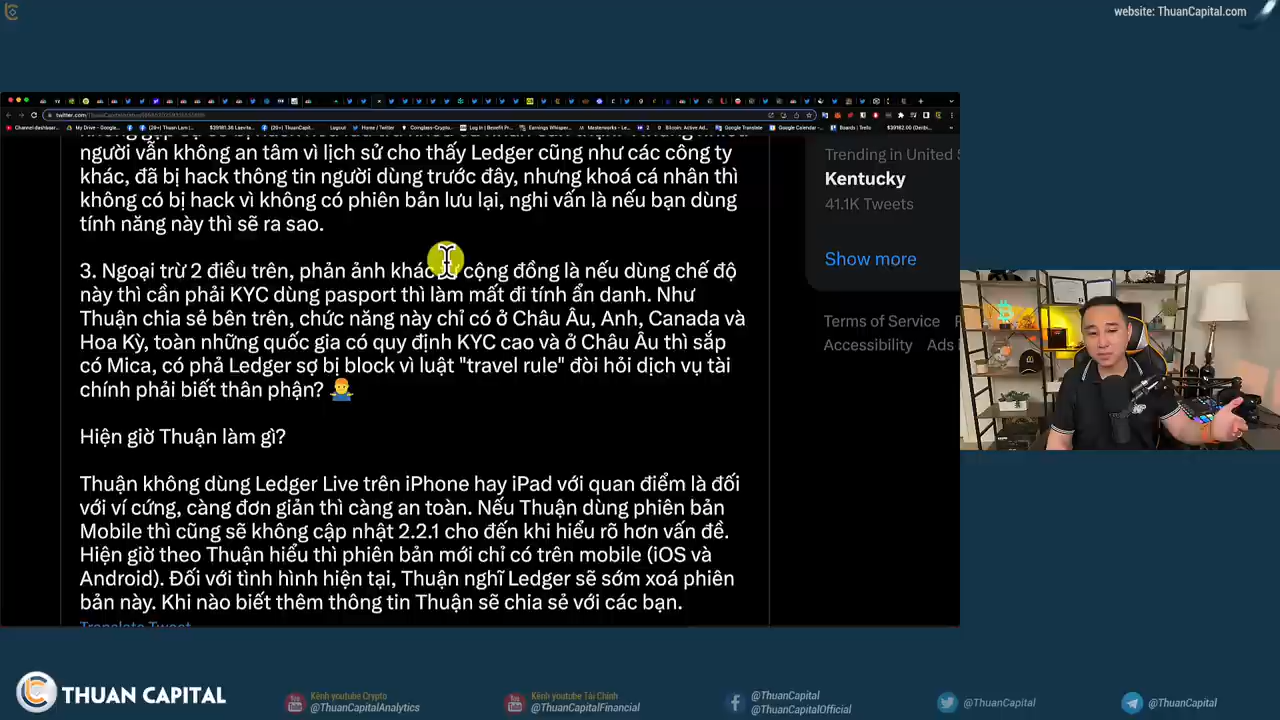 website: ThuanCapital.com
người vẫn không an tâm vì lịch sử cho thấy Ledger cũng như các công ty
khác, đã bị hack thông tin người dùng trước đây, nhưng khoá cá nhân thì
không có bị hack vì không có phiên bản lưu lại, nghi vấn là nếu bạn dùng
tính năng này thì sẽ ra sao.
3. Ngoại trừ 2 điều trên, phản ảnh khác từ cộng đồng là nếu dùng chế độ
này thì cần phải KYC dùng pasport thì làm mất đi tính ẩn danh. Như
Thuận chia sẻ bên trên, chức năng này chỉ có ở Châu Âu, Anh, Canada và
Hoa Kỳ, toàn những quốc gia có quy định KYC cao và ở Châu Âu thì sắp
có Mica, có phả Ledger sợ bị block vì luật "travel rule" đòi hỏi dịch vụ tài
chính phải biết thân phận? 🤷‍♂️
Hiện giờ Thuận làm gì?
Thuận không dùng Ledger Live trên iPhone hay iPad với quan điểm là đối
với ví cứng, càng đơn giản thì càng an toàn. Nếu Thuận dùng phiên bản
Mobile thì cũng sẽ không cập nhật 2.2.1 cho đến khi hiểu rõ hơn vấn đề.
Hiện giờ theo Thuận hiểu thì phiên bản mới chỉ có trên mobile (iOS và
Android). Đối với tình hình hiện tại, Thuận nghĩ Ledger sẽ sớm xoá phiên
bản này. Khi nào biết thêm thông tin Thuận sẽ chia sẻ với các bạn.
Translate Tweet
Trending in United
Kentucky
41.1K Tweets
Show more
Terms of Service
Accessibility Ads
THUAN CAPITAL
Kênh youtube Crypto
@ThuanCapitalAnalytics
Kênh youtube Tài Chính
@ThuanCapitalFinancial
@ThuanCapital
@ThuanCapitalOfficial
@ThuanCapital
@ThuanCapital